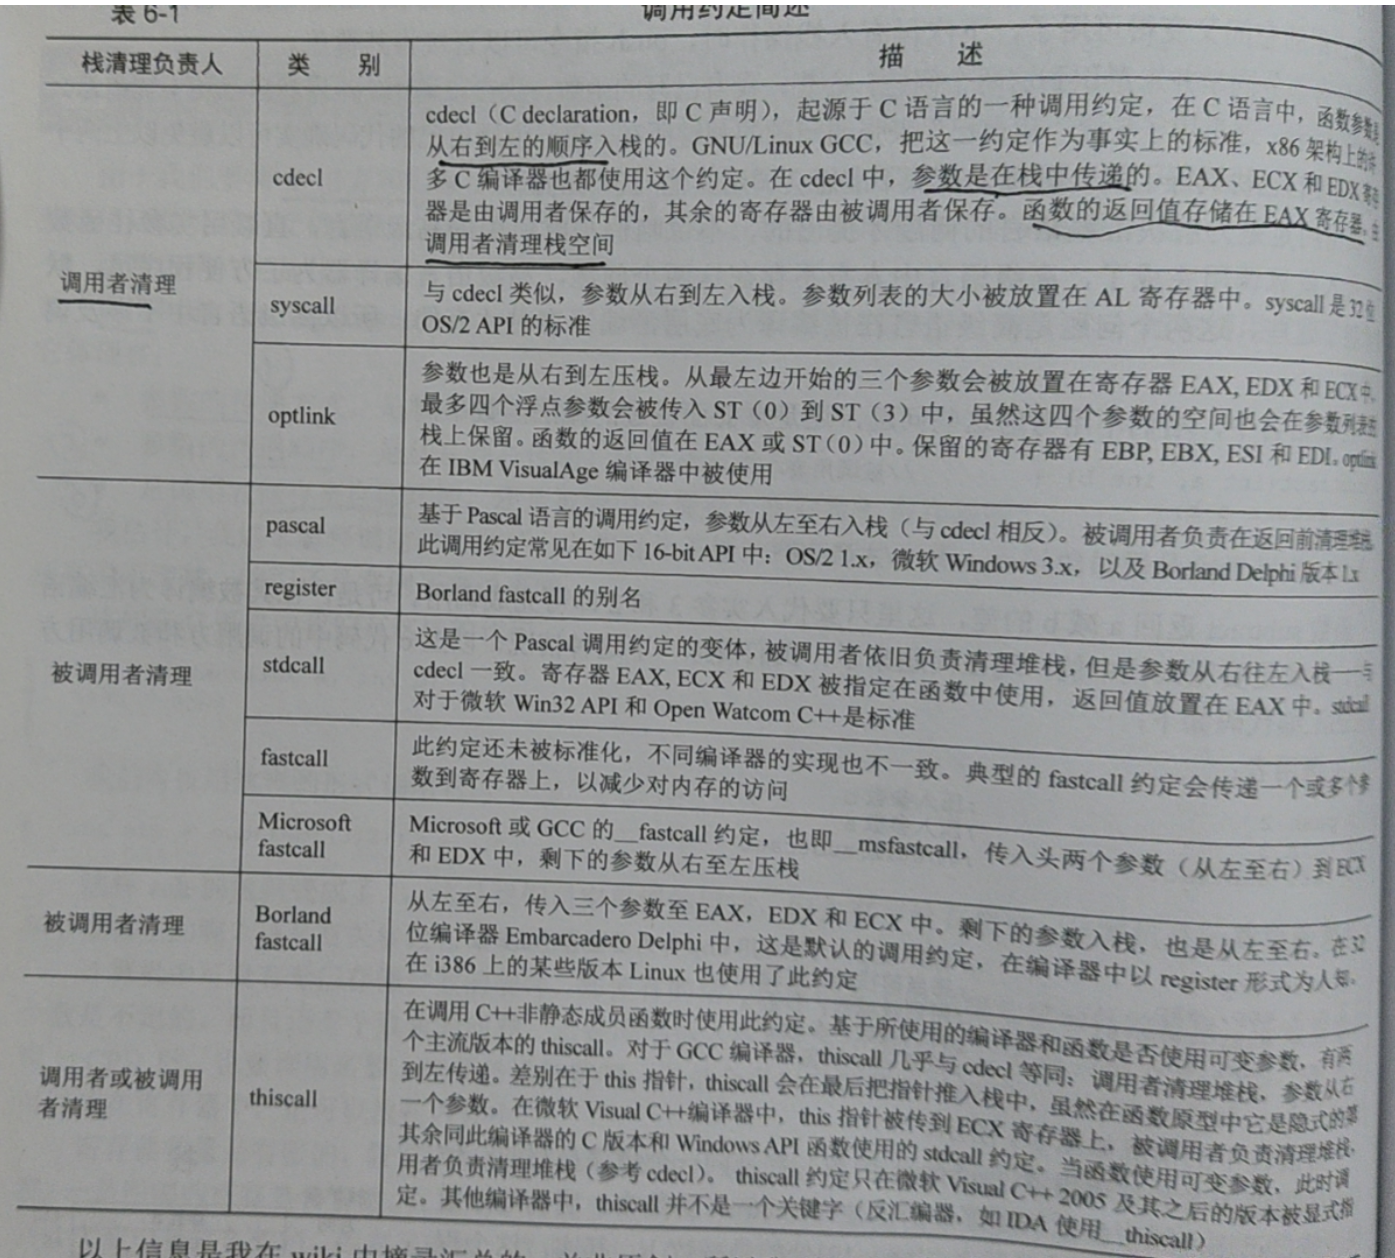 表 6-1 调用约定简述
栈清理负责人 类 别 描 述
cdecl（C declaration，即 C 声明），起源于 C 语言的一种调用约定，在 C 语言中，函数参数
从右到左的顺序入栈的。GNU/Linux GCC，把这一约定作为事实上的标准，x86 架构上的许
cdecl 多 C 编译器也都使用这个约定。在 cdecl 中，参数是在栈中传递的。EAX、ECX 和 EDX 寄存
器是由调用者保存的，其余的寄存器由被调用者保存。函数的返回值存储在 EAX 寄存器。由
调用者清理栈空间
调用者清理
syscall 与 cdecl 类似，参数从右到左入栈。参数列表的大小被放置在 AL 寄存器中。syscall 是 32 位
OS/2 API 的标准
参数也是从右到左压栈。从最左边开始的三个参数会被放置在寄存器 EAX, EDX 和 ECX 中，
optlink 最多四个浮点参数会被传入 ST（0）到 ST（3）中，虽然这四个参数的空间也会在参数列表的
栈上保留。函数的返回值在 EAX 或 ST（0）中。保留的寄存器有 EBP, EBX, ESI 和 EDI。optlink
在 IBM VisualAge 编译器中被使用
pascal 基于 Pascal 语言的调用约定，参数从左至右入栈（与 cdecl 相反）。被调用者负责在返回前清理堆栈。
此调用约定常见在如下 16-bit API 中：OS/2 1.x，微软 Windows 3.x，以及 Borland Delphi 版本 1.x
register Borland fastcall 的别名
被调用者清理
stdcall 这是一个 Pascal 调用约定的变体，被调用者依旧负责清理堆栈，但是参数从右往左入栈——与
cdecl 一致。寄存器 EAX, ECX 和 EDX 被指定在函数中使用，返回值放置在 EAX 中。stdcall
对于微软 Win32 API 和 Open Watcom C++是标准
fastcall 此约定还未被标准化，不同编译器的实现也不一致。典型的 fastcall 约定会传递一个或多个参
数到寄存器上，以减少对内存的访问
Microsoft fastcall Microsoft 或 GCC 的__fastcall 约定，也即__msfastcall，传入头两个参数（从左至右）到 ECX
和 EDX 中，剩下的参数从右至左压栈
被调用者清理 Borland fastcall 从左至右，传入三个参数至 EAX，EDX 和 ECX 中。剩下的参数入栈，也是从左至右。在 32
位编译器 Embarcadero Delphi 中，这是默认的调用约定，在编译器中以 register 形式为人知。
在 i386 上的某些版本 Linux 也使用了此约定
在调用 C++非静态成员函数时使用此约定。基于所使用的编译器和函数是否使用可变参数，有两
个主流版本的 thiscall。对于 GCC 编译器，thiscall 几乎与 cdecl 等同：调用者清理堆栈，参数从右
到左传递。差别在于 this 指针，thiscall 会在最后把指针推入栈中，虽然在函数原型中它是隐式的第
调用者或被调用者清理 thiscall 一个参数。在微软 Visual C++编译器中，this 指针被传到 ECX 寄存器上，被调用者负责清理堆栈，
其余同此编译器的 C 版本和 Windows API 函数使用的 stdcall 约定。当函数使用可变参数，此时调
用者负责清理堆栈（参考 cdecl）。thiscall 约定只在微软 Visual C++ 2005 及其之后的版本被显式指
定。其他编译器中，thiscall 并不是一个关键字（反汇编器，如 IDA 使用__thiscall）
以上信息是我在 wiki 中摘录汇总的